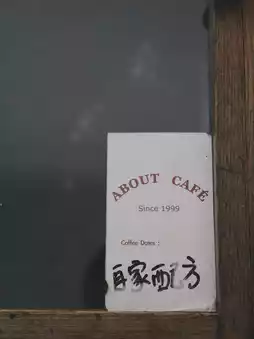 ABOUT CAFÉ
Since 1999
Coffee Dates :
自家配方